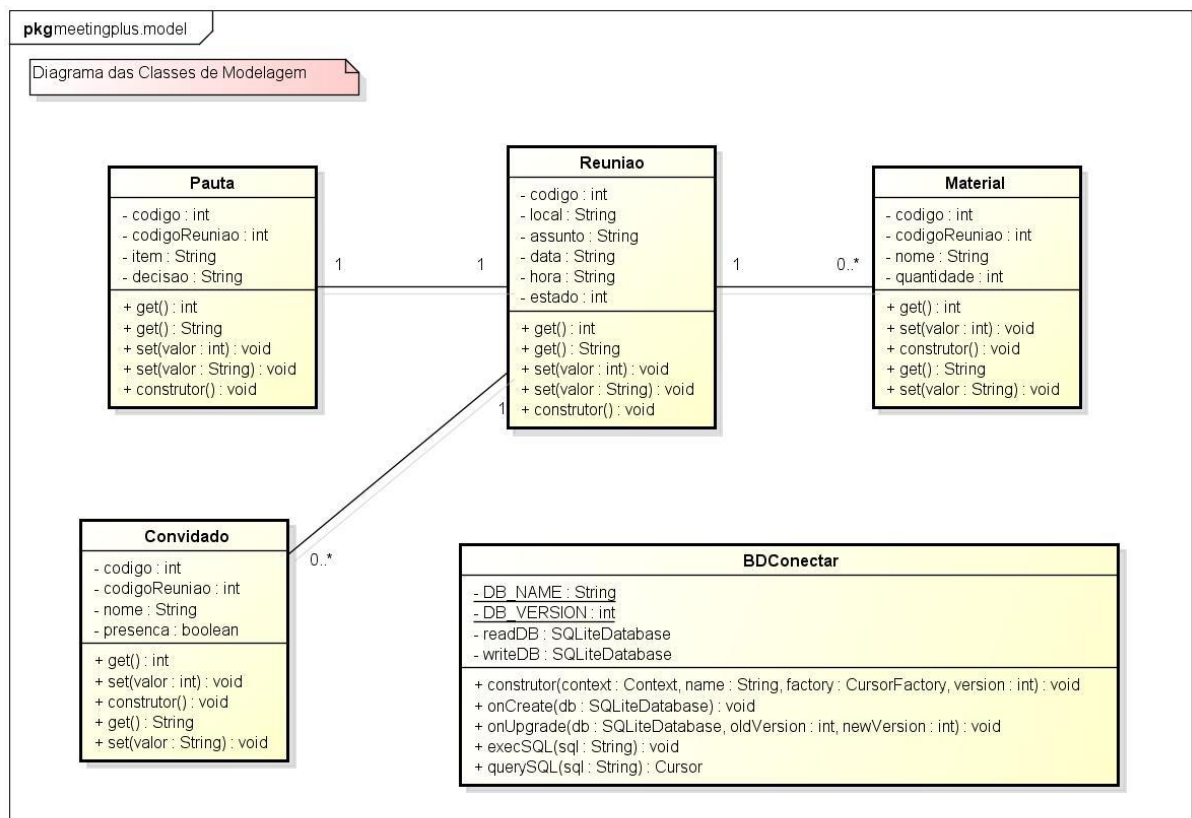 pkg meetingplus.model
Diagrama das Classes de Modelagem
Pauta
- codigo : int
- codigoReuniao : int
- item : String
- decisao : String
+ get() : int
+ get() : String
+ set(valor : int) : void
+ set(valor : String) : void
+ construtor() : void
1
1
Reuniao
- codigo : int
- local : String
- assunto : String
- data : String
- hora : String
- estado : int
+ get() : int
+ get() : String
+ set(valor : int) : void
+ set(valor : String) : void
+ construtor() : void
1
0..*
Material
- codigo : int
- codigoReuniao : int
- nome : String
- quantidade : int
+ get() : int
+ set(valor : int) : void
+ construtor() : void
+ get() : String
+ set(valor : String) : void
1
0..*
Convidado
- codigo : int
- codigoReuniao : int
- nome : String
- presenca : boolean
+ get() : int
+ set(valor : int) : void
+ construtor() : void
+ get() : String
+ set(valor : String) : void
BDConectar
- DB_NAME : String
- DB_VERSION : int
- readDB : SQLiteDatabase
- writeDB : SQLiteDatabase
+ construtor(context : Context, name : String, factory : CursorFactory, version : int) : void
+ onCreate(db : SQLiteDatabase) : void
+ onUpgrade(db : SQLiteDatabase, oldVersion : int, newVersion : int) : void
+ execSQL(sql : String) : void
+ querySQL(sql : String) : Cursor